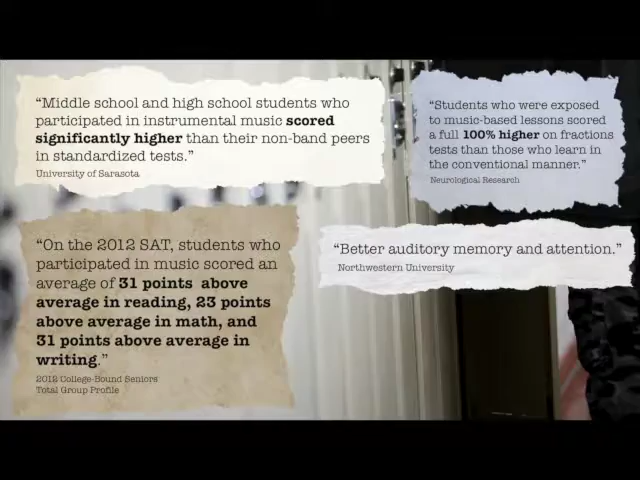 “Middle school and high school students who
participated in instrumental music scored
significantly higher than their non-band peers
in standardized tests.”
University of Sarasota
“Students who were exposed
to music-based lessons scored
a full 100% higher on fractions
tests than those who learn in
the conventional manner.”
Neurological Research
“On the 2012 SAT, students who
participated in music scored an
average of 31 points above
average in reading, 23 points
above average in math, and
31 points above average in
writing.”
2012 College-Bound Seniors
Total Group Profile
“Better auditory memory and attention.”
Northwestern University